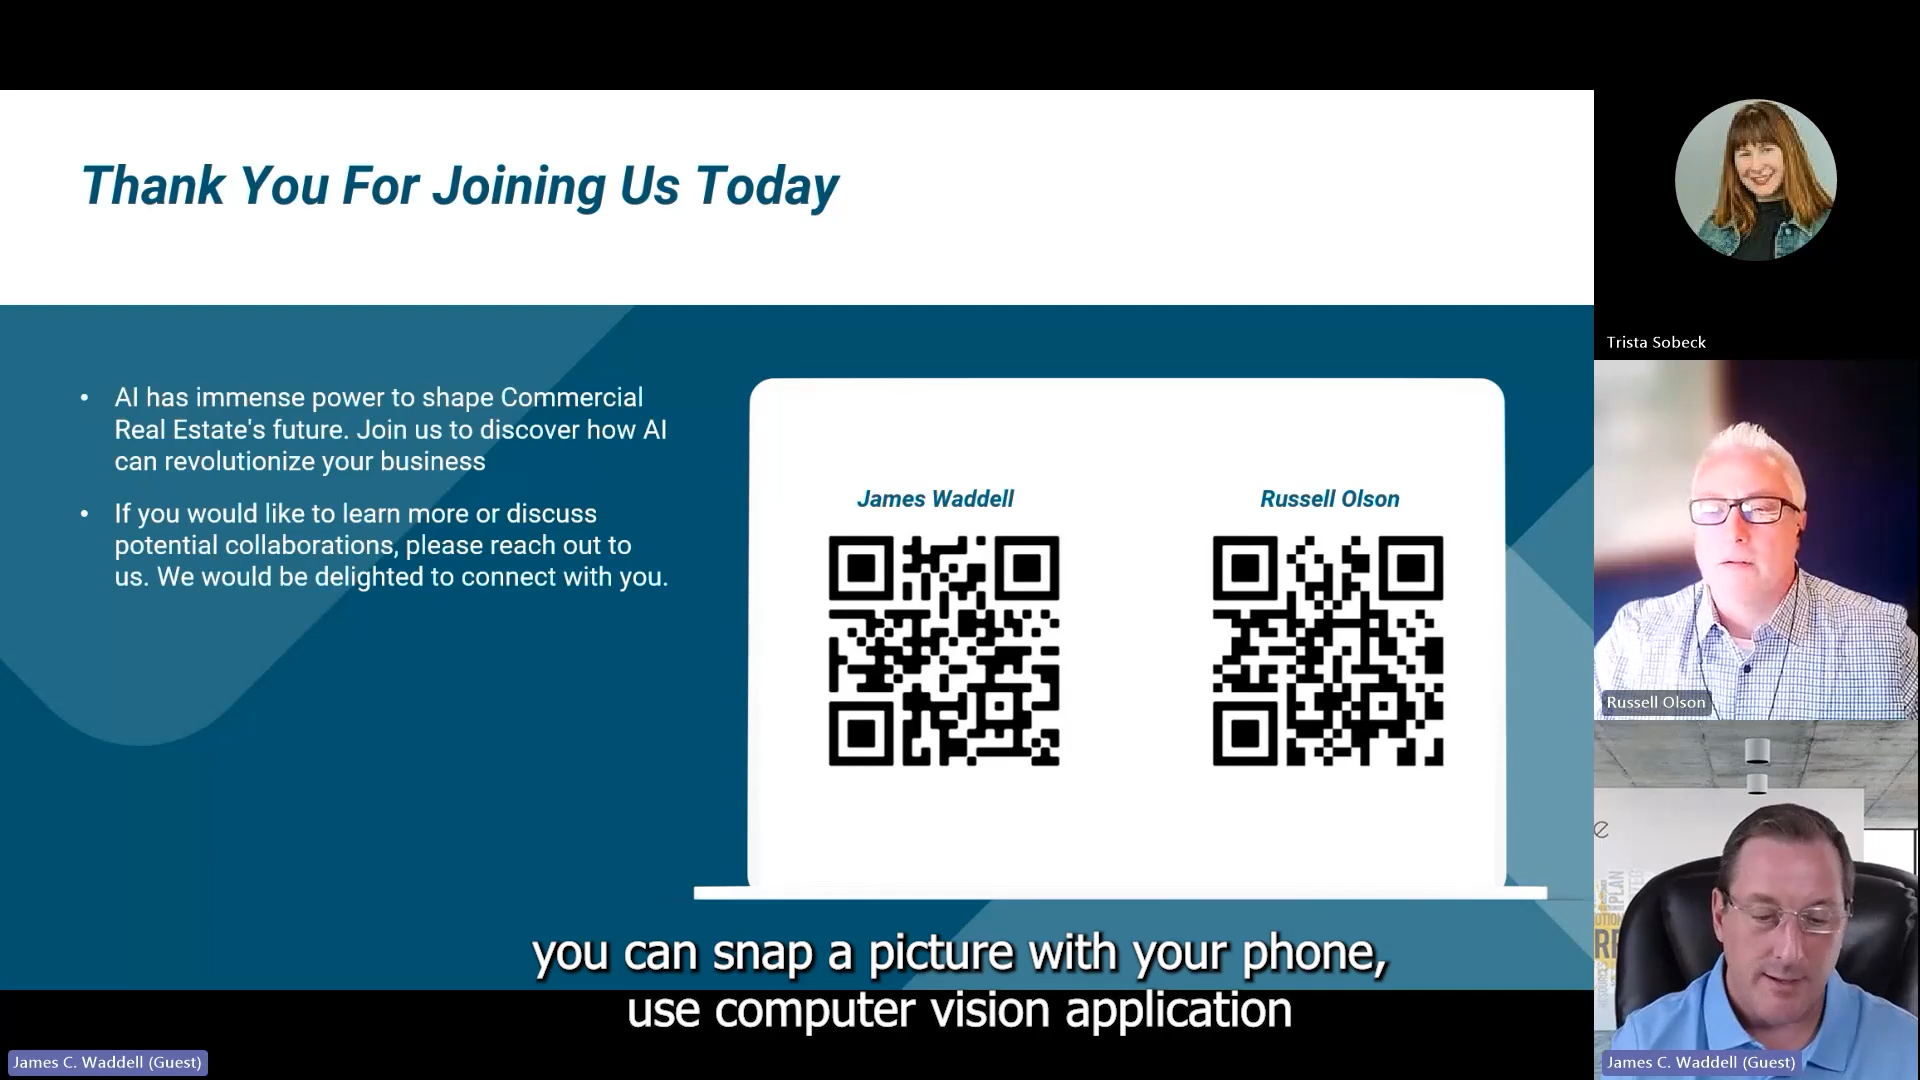 Thank You For Joining Us Today
• AI has immense power to shape Commercial
Real Estate's future. Join us to discover how AI
can revolutionize your business
• If you would like to learn more or discuss
potential collaborations, please reach out to
us. We would be delighted to connect with you.
James Waddell
Russell Olson
you can snap a picture with your phone,
use computer vision application
James C. Waddell (Guest)
Trista Sobeck
Russell Olson
PLAN
James C. Waddell (Guest)